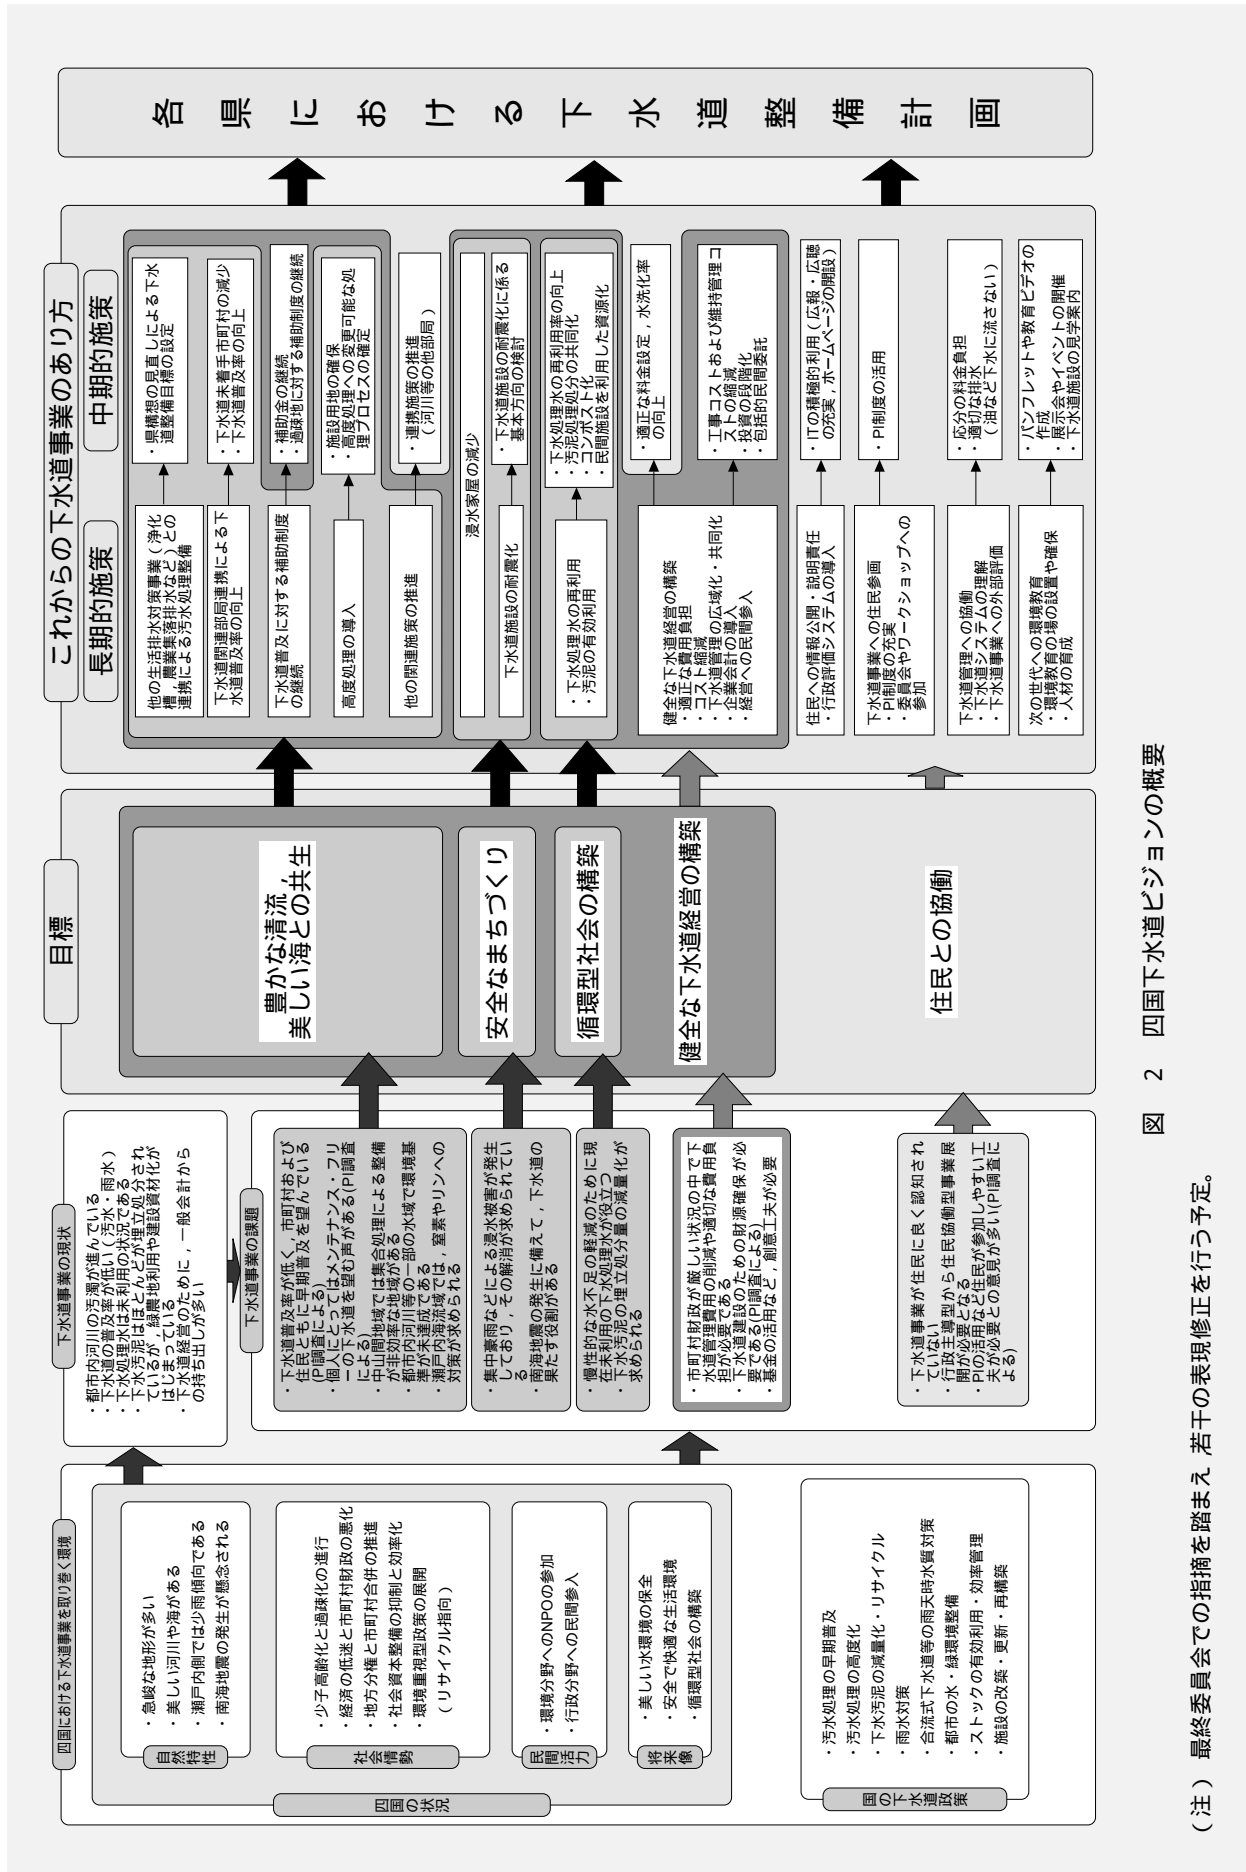 四国における下水道事業を取り巻く環境
四国の状況
自然
特性
・急峻な地形が多い
・美しい河川や海がある
・瀬戸内側では少雨傾向である
・南海地震の発生が懸念される
社会
情勢
・少子高齢化と過疎化の進行
・経済の低迷と市町村財政の悪化
・地方分権と市町村合併の推進
・社会資本整備の抑制と効率化
・環境重視型政策の展開
（リサイクル指向）
民間
活力
・環境分野へのNPOの参加
・行政分野への民間参入
将来
像
・美しい水環境の保全
・安全で快適な生活環境
・循環型社会の構築
国の下水道
政策
・汚水処理の早期普及
・汚水処理の高度化
・下水汚泥の減量化・リサイクル
・雨水対策
・合流式下水道等の雨天時水質対策
・都市の水・緑環境整備
・ストックの有効利用・効率管理
・施設の改築・更新・再構築
下水道事業の現状
・都市内河川の汚濁が進んでいる
・下水道の普及率が低い（汚水・雨水）
・下水処理水は未利用の状況である
・下水汚泥はほとんどが埋立処分され
ているが，緑農地利用や建設資材化が
はじまっている
・下水道経営のために，一般会計から
の持ち出しが多い
下水道事業の課題
・下水道普及率が低く，市町村および
住民ともに早期普及を望んでいる
(PI調査による)
・個人にとってはメンテナンス・フリ
ーの下水道を望む声がある(PI調査
による)
・中山間地域では集合処理による整備
が非効率な地域がある
・都市内河川等の一部の水域で環境基
準が未達成である
・瀬戸内海流域では，窒素やリンへの
対策が求められる
・集中豪雨などによる浸水被害が発生
しており，その解消が求められてい
る
・南海地震の発生に備えて，下水道の
果たす役割がある
・慢性的な水不足の軽減のために現
在未利用の下水処理水が役立つ
・下水汚泥の埋立処分量の減量化が
求められる
・市町村財政が厳しい状況の中で下
水道管理費用の削減や適切な費用負
担が必要である
・下水道建設のための財源確保が必
要である(PI調査による)
・基金の活用など，創意工夫が必要
・下水道事業が住民に良く認知され
ていない
・行政主導型から住民協働型事業展
開が必要となる
・PIの活用など住民が参加しやすい工
夫が必要との意見が多い(PI調査に
よる)
目標
豊かな清流，
美しい海との共生
安全なまちづくり
循環型社会の構築
健全な下水道経営の構築
住民との協働
これからの下水道事業のあり方
長期的施策
中期的施策
他の生活排水対策事業（浄化
槽，農業集落排水など）との
連携による汚水処理整備
・県構想の見直しによる下水
道整備目標の設定
下水道関連部局連携による下
水道普及率の向上
・下水道未着手市町村の減少
・下水道普及率の向上
下水道普及に対する補助制度
の継続
・補助金の継続
・過疎地に対する補助制度の継続
高度処理の導入
・施設用地の確保
・高度処理への変更可能な処
理プロセスの確定
他の関連施策の推進
・連携施策の推進
（河川等の他部局）
浸水家屋の減少
下水道施設の耐震化
・下水道施設の耐震化に係る
基本方向の検討
・下水処理水の再利用
・汚泥の有効利用
・下水処理水の再利用率の向上
・汚泥処理処分の共同化
・コンポスト化
・民間施設を利用した資源化
健全な下水道経営の構築
・適正な費用負担
・コスト縮減
・下水道管理の広域化・共同化
・企業会計の導入
・経営への民間参入
・適正な料金設定，水洗化率
の向上
・工事コストおよび維持管理コ
ストの縮減
・投資の段階化
・包括的民間委託
住民への情報公開・説明責任
・行政評価システムの導入
・ITの積極的利用（広報・広聴
の充実，ホームページの開設）
下水道事業への住民参画
・PI制度の充実
・委員会やワークショップへの
参加
・PI制度の活用
下水道管理への協働
・下水道システムの理解
・下水道事業への外部評価
・応分の料金負担
・適切な排水
（油など下水に流さない）
次の世代への環境教育
・環境教育の場の設置や確保
・人材の育成
・パンフレットや教育ビデオの
作成
・展示会やイベントの開催
・下水道施設の見学案内
各県における下水道整備計画
図 2 四国下水道ビジョンの概要
（注） 最終委員会での指摘を踏まえ 若干の表現修正を行う予定。